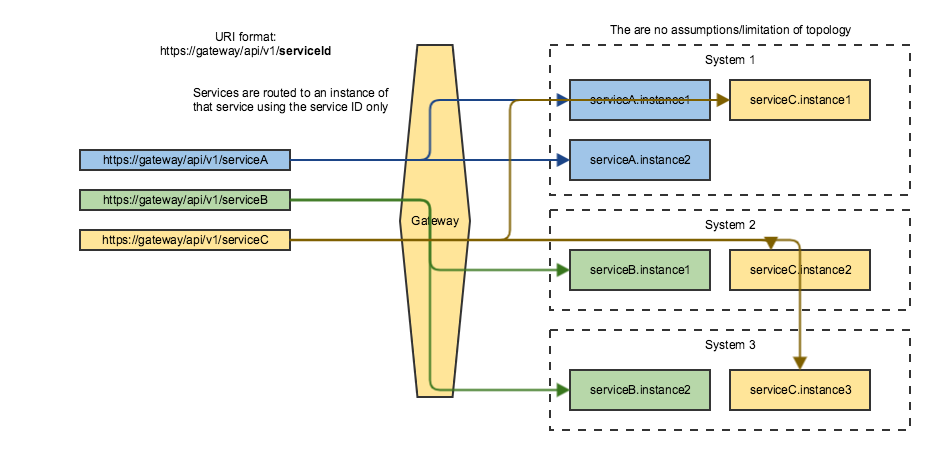 URI format:
https://gateway/api/v1/serviceId
The are no assumptions/limitation of topology
System 1
Services are routed to an instance of
that service using the service ID only
serviceA.instance1
serviceC.instance1
https://gateway/api/v1/serviceA
serviceA.instance2
https://gateway/api/v1/serviceB
Gateway
System 2
https://gateway/api/v1/serviceC
serviceB.instance1
serviceC.instance2
System 3
serviceB.instance2
serviceC.instance3